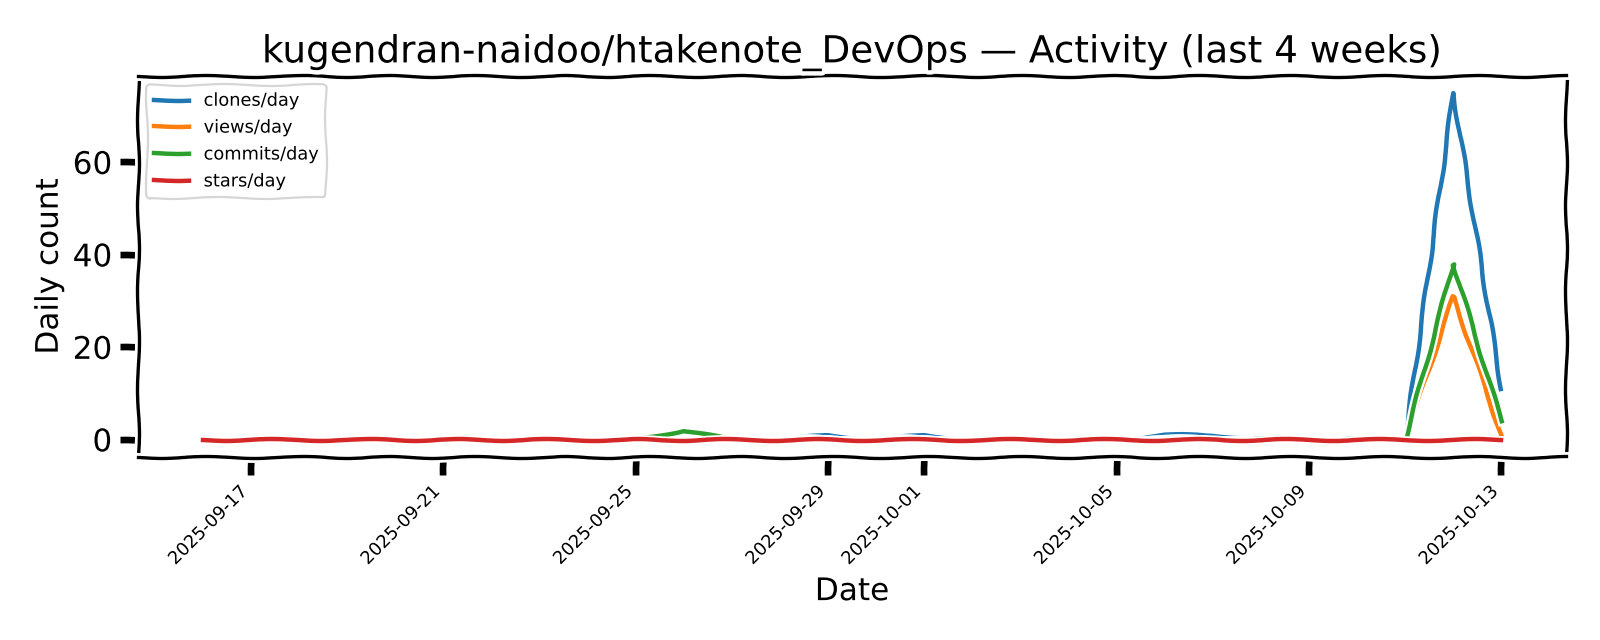 kugendran-naidoo/htakenote_DevOps — Activity (last 4 weeks)
clones/day
views/day
commits/day
stars/day
Daily count
60
40
20
0
2025-09-17
2025-09-21
2025-09-25
2025-09-29
2025-10-01
2025-10-05
2025-10-09
2025-10-13
Date